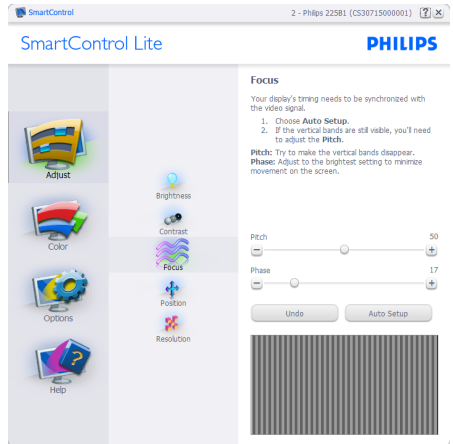 SmartControl
2 - Philips 225B1 (CS30715000001)
?
SmartControl Lite
PHILIPS
Adjust
Color
Options
Help
Brightness
Contrast
Focus
Position
Resolution
Focus
Your display's timing needs to be synchronized with
the video signal.
1. Choose Auto Setup.
2. If the vertical bands are still visible, you'll need
to adjust the Pitch.
Pitch: Try to make the vertical bands disappear.
Phase: Adjust to the brightest setting to minimize
movement on the screen.
Pitch 50
Phase 17
Undo Auto Setup